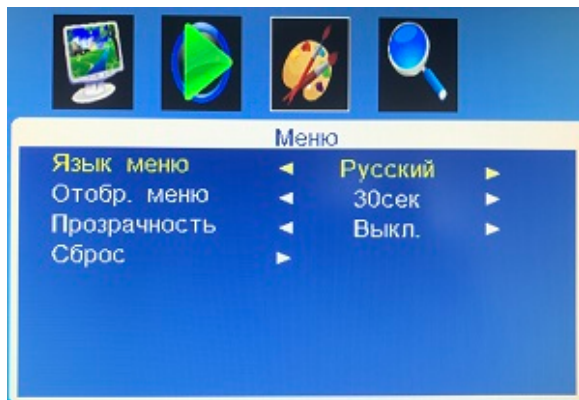 Меню
Язык меню ◄ Русский ►
Отобр. меню ◄ 30сек ►
Прозрачность ◄ Выкл. ►
Сброс ►